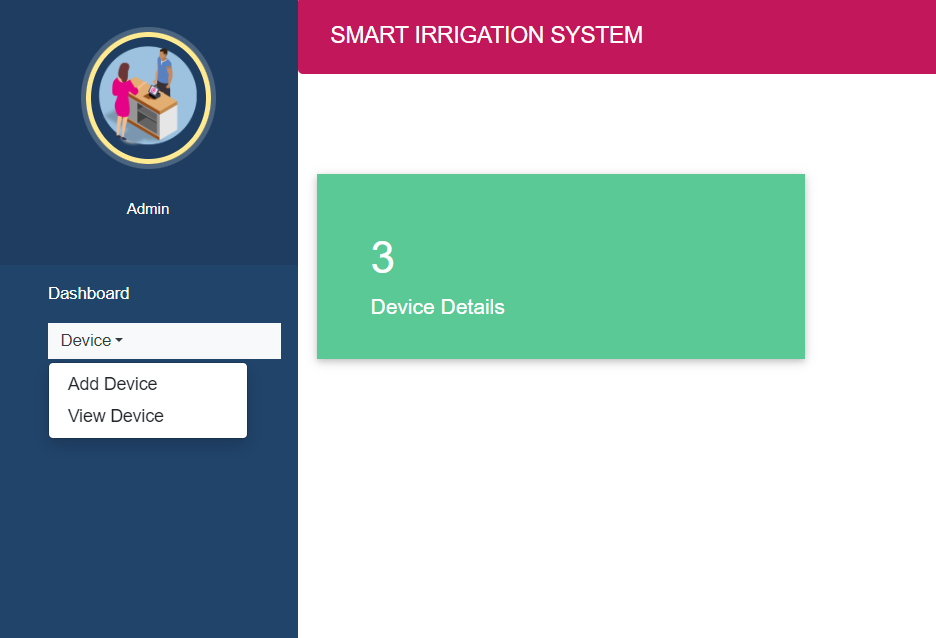 SMART IRRIGATION SYSTEM
Admin
Dashboard
Device
Add Device
View Device
3
Device Details